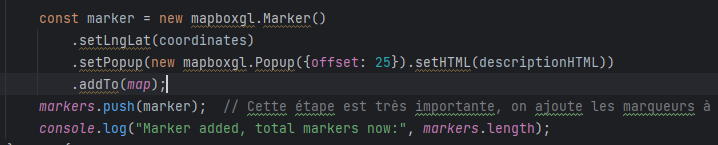 const marker = new mapboxgl.Marker()
.setLngLat(coordinates)
.setPopup(new mapboxgl.Popup({offset: 25}).setHTML(descriptionHTML))
.addTo(map);
markers.push(marker);  // Cette étape est très importante, on ajoute les marqueurs à
console.log("Marker added, total markers now:", markers.length);